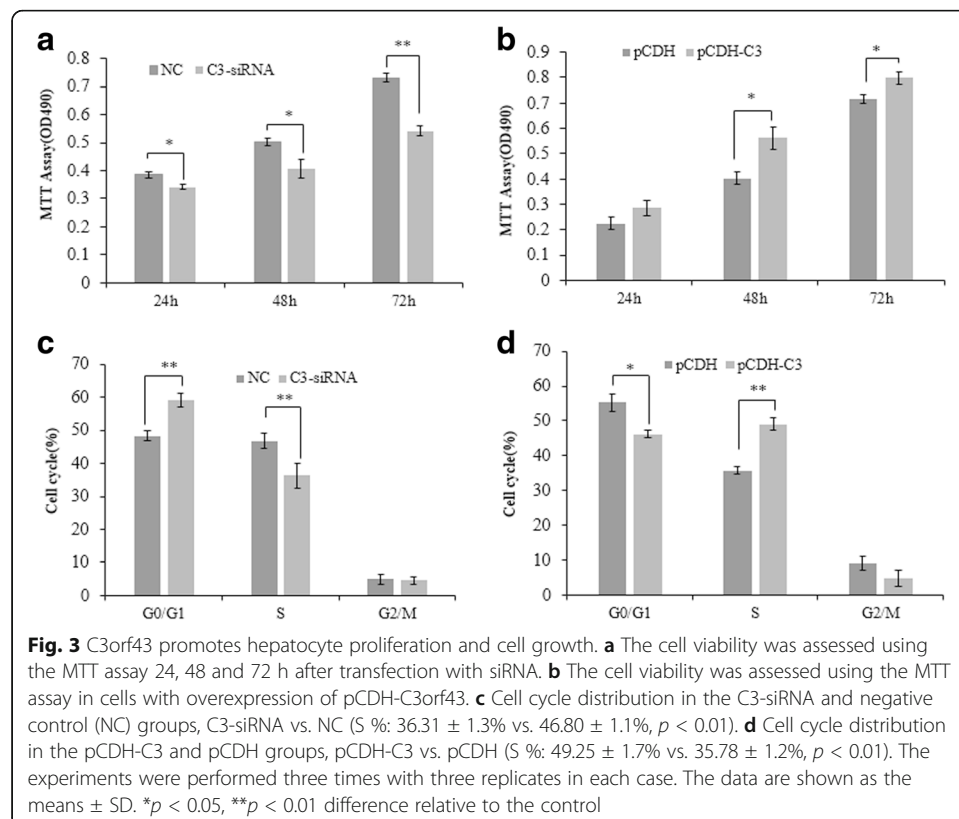 a
NC C3-siRNA
MTT Assay(OD490)
0.8
0.7
0.6
0.5
0.4
0.3
0.2
0.1
0
*
*
**
24h 48h 72h
b
pCDH pCDH-C3
MTT Assay(OD490)
0.9
0.8
0.7
0.6
0.5
0.4
0.3
0.2
0.1
0
*
*
24h 48h 72h
c
NC C3-siRNA
Cell cycle(%)
70
60
50
40
30
20
10
0
**
**
G0/G1 S G2/M
d
pCDH pCDH-C3
Cell cycle(%)
70
60
50
40
30
20
10
0
*
**
G0/G1 S G2/M
Fig. 3 C3orf43 promotes hepatocyte proliferation and cell growth. a The cell viability was assessed using
the MTT assay 24, 48 and 72 h after transfection with siRNA. b The cell viability was assessed using the MTT
assay in cells with overexpression of pCDH-C3orf43. c Cell cycle distribution in the C3-siRNA and negative
control (NC) groups, C3-siRNA vs. NC (S %: 36.31 ± 1.3% vs. 46.80 ± 1.1%, p < 0.01). d Cell cycle distribution
in the pCDH-C3 and pCDH groups, pCDH-C3 vs. pCDH (S %: 49.25 ± 1.7% vs. 35.78 ± 1.2%, p < 0.01). The
experiments were performed three times with three replicates in each case. The data are shown as the
means ± SD. *p < 0.05, **p < 0.01 difference relative to the control